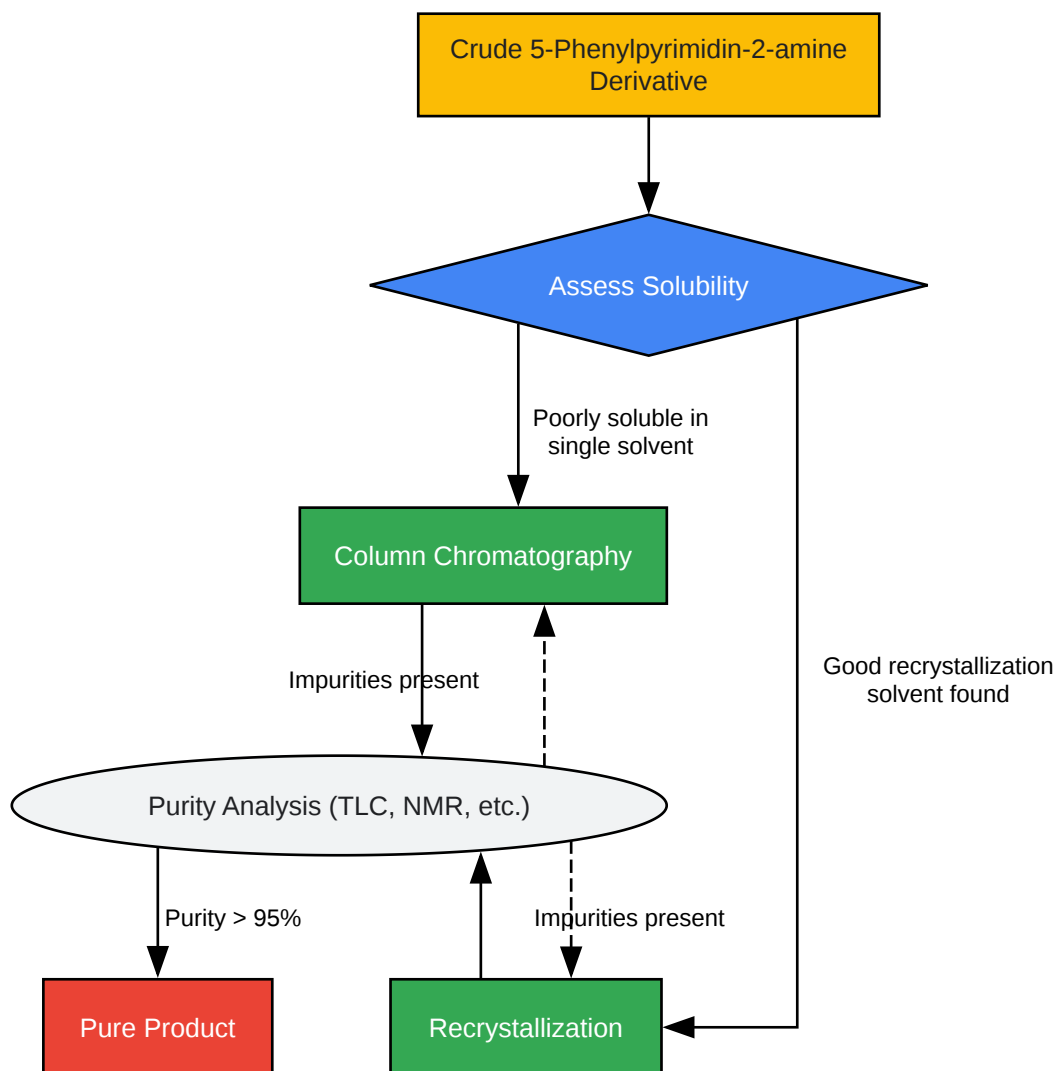 Crude 5-Phenylpyrimidin-2-amine
Derivative
Assess Solubility
Poorly soluble in
single solvent
Column Chromatography
Good recrystallization
solvent found
Impurities present
Purity Analysis (TLC, NMR, etc.)
Purity > 95%
Impurities present
Pure Product
Recrystallization